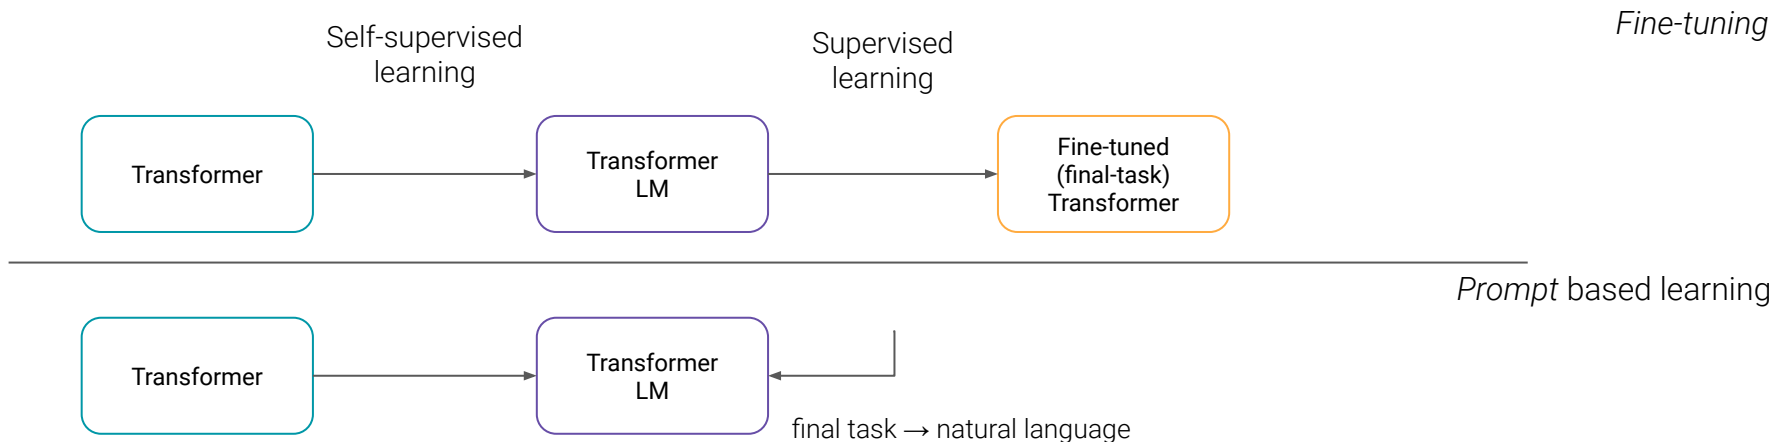 Fine-tuning
Self-supervised
learning
Supervised
learning
Transformer
Transformer
LM
Fine-tuned
(final-task)
Transformer
Prompt based learning
Transformer
Transformer
LM
final task → natural language